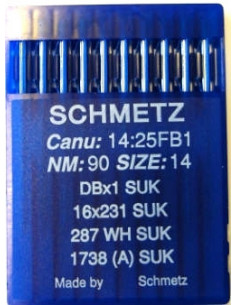 SCHMETZ
Canu: 14:25FB1
NM: 90 SIZE: 14
DBx1 SUK
16x231 SUK
287 WH SUK
1738 (A) SUK
Made by Schmetz